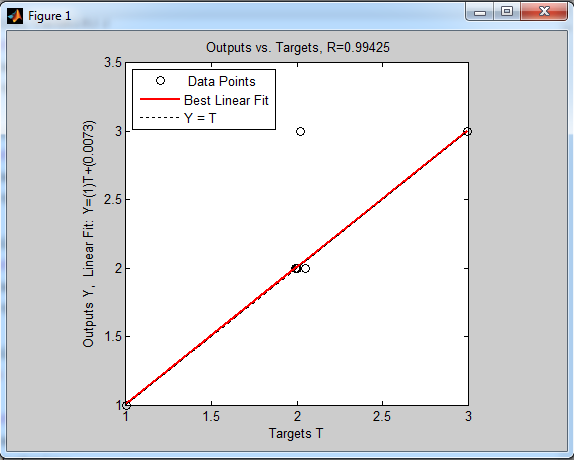 Figure 1
Outputs vs. Targets, R=0.99425
Outputs Y, Linear Fit: Y=(1)T+(0.0073)
3.5
3
2.5
2
1.5
1
Data Points
Best Linear Fit
Y = T
1 1.5 2 2.5 3
Targets T